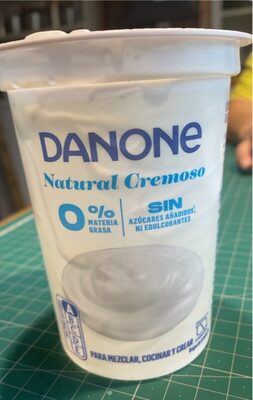 DANONE
Natural Cremoso
0%
MATERIA
GRASA
SIN
AZÚCARES AÑADIDOS,
NI EDULCORANTES
PARA MEZCLAR, COCINAR Y CREAR